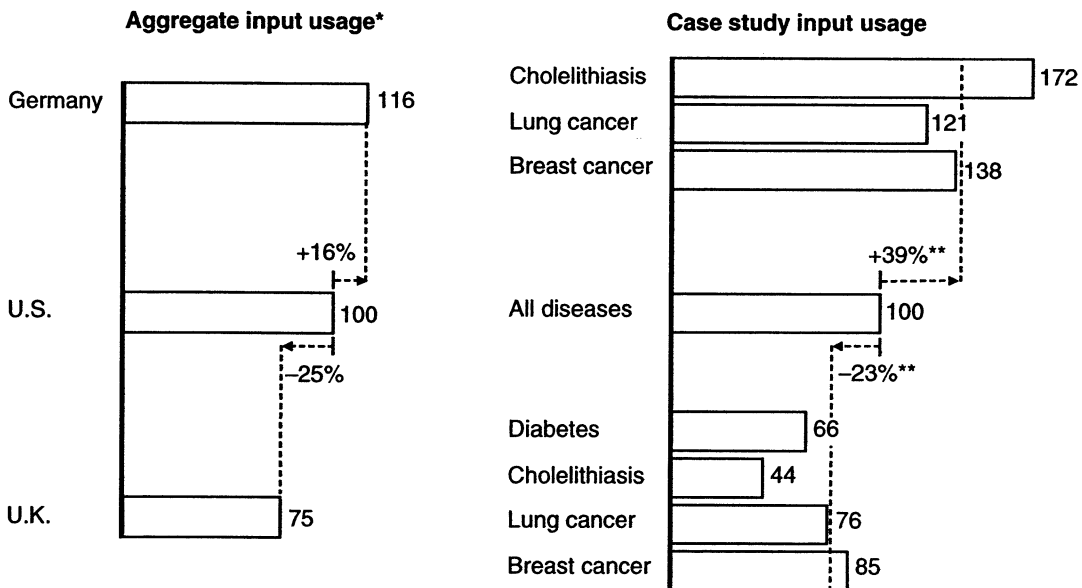 Aggregate input usage*
Germany 116
+16%
U.S. 100
–25%
U.K. 75
Case study input usage
Cholelithiasis 172
Lung cancer 121
Breast cancer 138
+39%**
All diseases 100
–23%**
Diabetes 66
Cholelithiasis 44
Lung cancer 76
Breast cancer 85